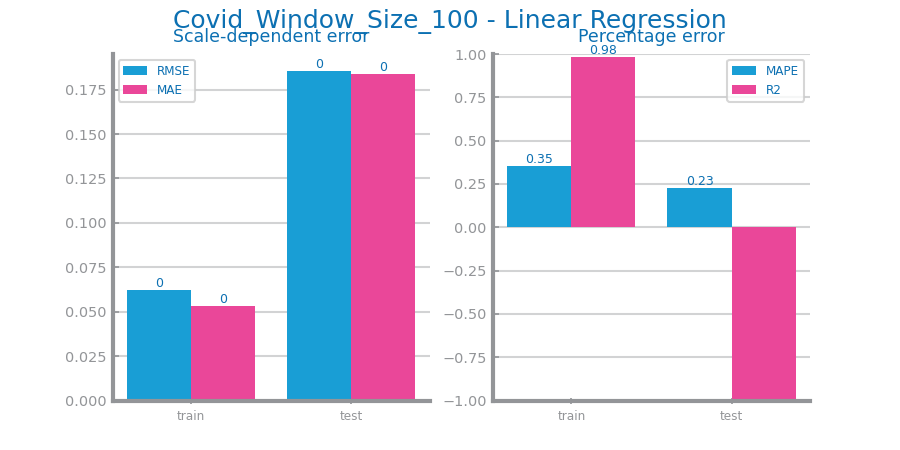 Covid_Window_Size_100 - Linear Regression
Scale-dependent error
RMSE
MAE
0.175
0.150
0.125
0.100
0.075
0.050
0.025
0.000
0
0
0
0
train
test
Percentage error
MAPE
R2
1.00
0.75
0.50
0.25
0.00
−0.25
−0.50
−0.75
−1.00
0.35
0.98
0.23
train
test